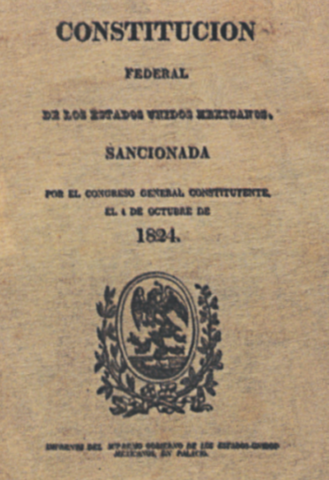 CONSTITUCION
FEDERAL
DE LOS ESTADOS UNIDOS MEXICANOS,
SANCIONADA
POR EL CONGRESO GENERAL CONSTITUYENTE,
EL 4 DE OCTUBRE DE
1824.
IMPRENTA DEL SUPREMO GOBIERNO DE LOS ESTADOS-UNIDOS
MEXICANOS, EN PALACIO.